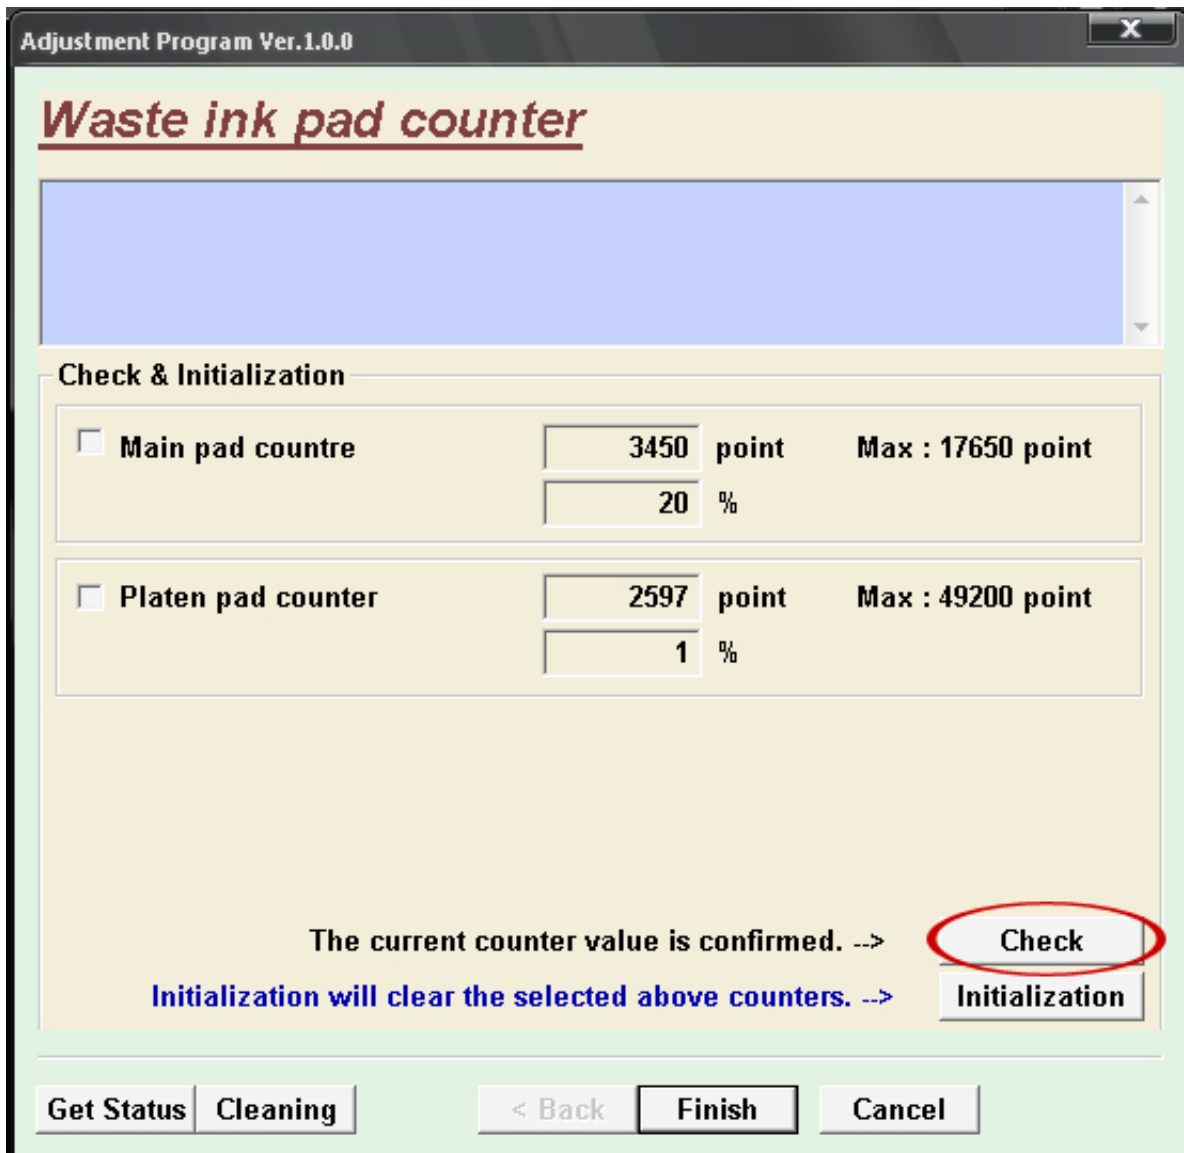 Adjustment Program Ver.1.0.0
X
Waste ink pad counter
Check & Initialization
Main pad countre 3450 point Max : 17650 point
20 %
Platen pad counter 2597 point Max : 49200 point
1 %
The current counter value is confirmed. --> Check
Initialization will clear the selected above counters. --> Initialization
Get Status Cleaning < Back Finish Cancel